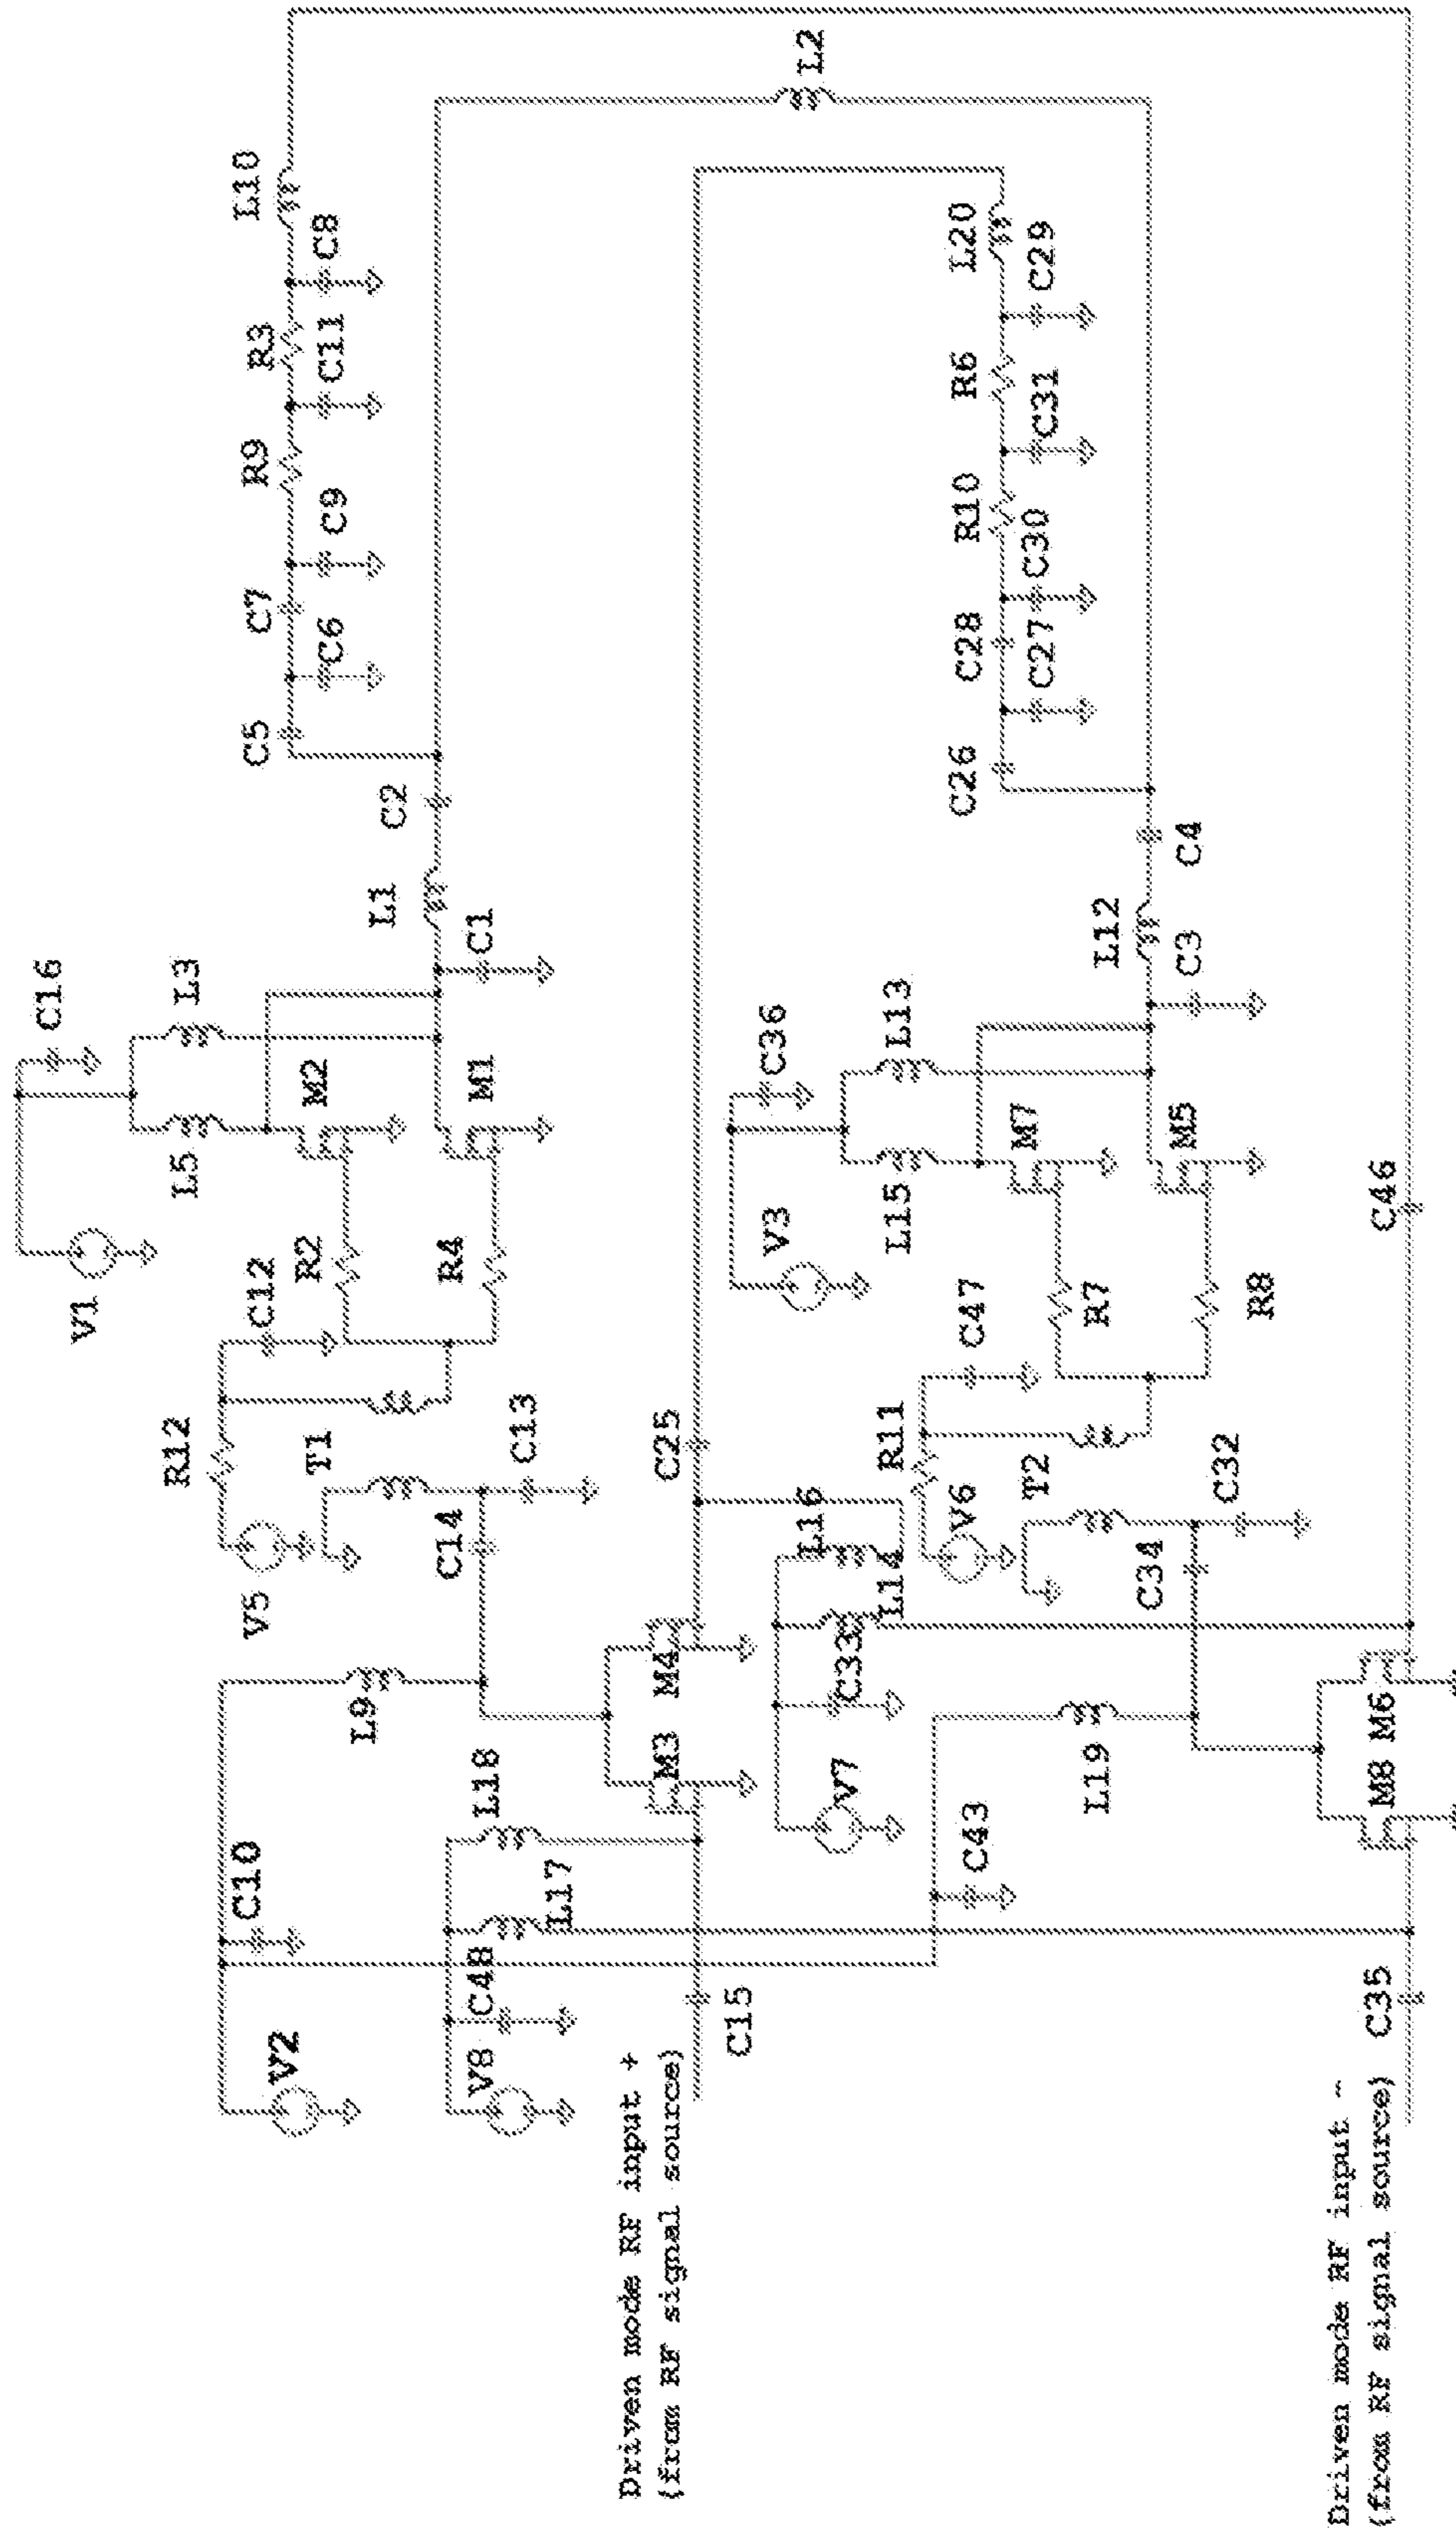 V1
C16
L5
L3
M2
M1
C1
L1
C2
C5
C6
C7
C9
R9
C11
R3
C8
L10
L2
R12
C12
R2
R4
V5
T1
C13
C14
L9
C10
V2
C48
V8
L17
L18
M3
M4
C25
C15
Driven mode RF input +
(from RF signal source)
V3
C36
L15
L13
M7
M5
C3
L12
C4
C26
C27
C28
C30
R10
C31
R6
C29
L20
R11
C47
R7
R8
V6
T2
C32
C34
L16
L14
C33
V7
C43
L19
M8
M6
C46
C35
Driven mode RF input -
(from RF signal source)